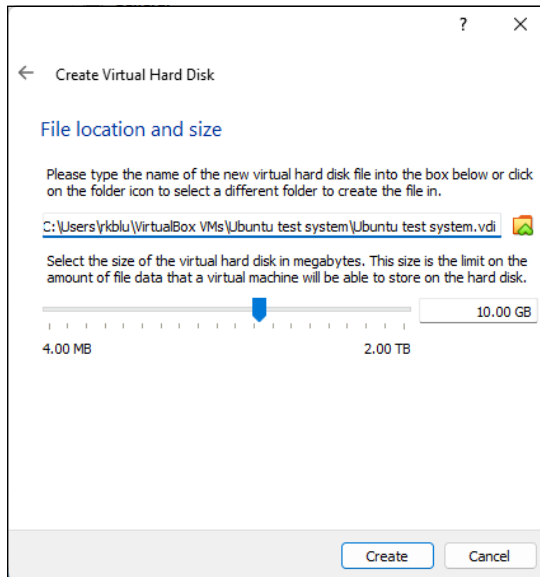 ?
Create Virtual Hard Disk
File location and size
Please type the name of the new virtual hard disk file into the box below or click
on the folder icon to select a different folder to create the file in.
C:\Users\rkblu\VirtualBox VMs\Ubuntu test system\Ubuntu test system.vdi
Select the size of the virtual hard disk in megabytes. This size is the limit on the
amount of file data that a virtual machine will be able to store on the hard disk.
10.00 GB
4.00 MB 2.00 TB
Create Cancel